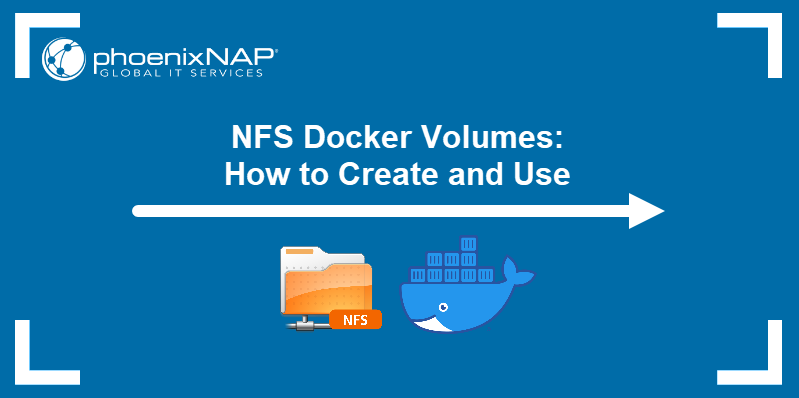 phoenixNAP®
GLOBAL IT SERVICES
NFS Docker Volumes:
How to Create and Use
NFS